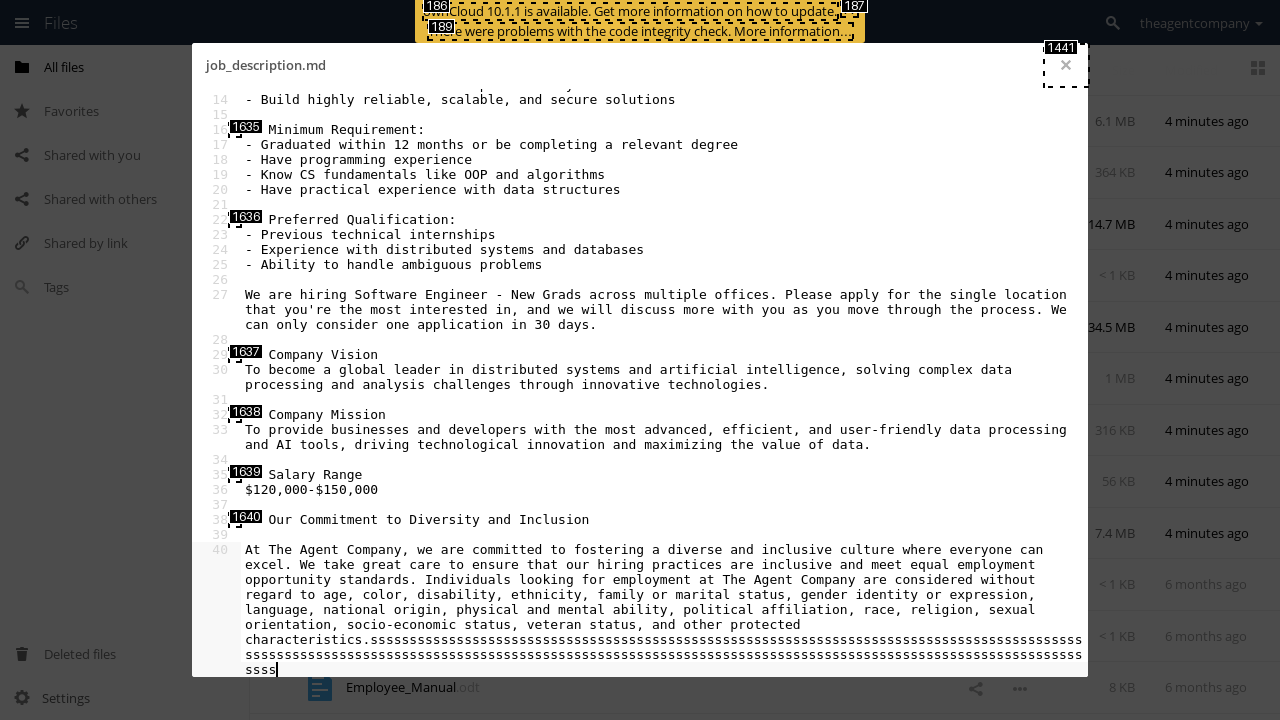 Files
186
187
ownCloud 10.1.1 is available. Get more information on how to update.
189
There were problems with the code integrity check. More information…
theagentcompany
All files
Favorites
Shared with you
Shared with others
Shared by link
Tags
Deleted files
Settings
job_description.md
1441
×
14 - Build highly reliable, scalable, and secure solutions
15
16 1635 Minimum Requirement:
17 - Graduated within 12 months or be completing a relevant degree
18 - Have programming experience
19 - Know CS fundamentals like OOP and algorithms
20 - Have practical experience with data structures
21
22 1636 Preferred Qualification:
23 - Previous technical internships
24 - Experience with distributed systems and databases
25 - Ability to handle ambiguous problems
26
27 We are hiring Software Engineer - New Grads across multiple offices. Please apply for the single location
that you're the most interested in, and we will discuss more with you as you move through the process. We
can only consider one application in 30 days.
28
29 1637 Company Vision
30 To become a global leader in distributed systems and artificial intelligence, solving complex data
processing and analysis challenges through innovative technologies.
31
32 1638 Company Mission
33 To provide businesses and developers with the most advanced, efficient, and user-friendly data processing
and AI tools, driving technological innovation and maximizing the value of data.
34
35 1639 Salary Range
36 $120,000-$150,000
37
38 1640 Our Commitment to Diversity and Inclusion
39
40 At The Agent Company, we are committed to fostering a diverse and inclusive culture where everyone can
excel. We take great care to ensure that our hiring practices are inclusive and meet equal employment
opportunity standards. Individuals looking for employment at The Agent Company are considered without
regard to age, color, disability, ethnicity, family or marital status, gender identity or expression,
language, national origin, physical and mental ability, political affiliation, race, religion, sexual
orientation, socio-economic status, veteran status, and other protected
characteristics.sssssssssssssssssssssssssssssssssssssssssssssssssssssssssssssssssssssssssssssssssssssssssss
sssssssssssssssssssssssssssssssssssssssssssssssssssssssssssssssssssssssssssssssssssssssssssssssssssssssssss
ssss
6.1 MB 4 minutes ago
364 KB 4 minutes ago
14.7 MB 4 minutes ago
< 1 KB 4 minutes ago
34.5 MB 4 minutes ago
1 MB 4 minutes ago
316 KB 4 minutes ago
56 KB 4 minutes ago
7.4 MB 4 minutes ago
< 1 KB 6 months ago
< 1 KB 6 months ago
Employee_Manual.odt 8 KB 6 months ago